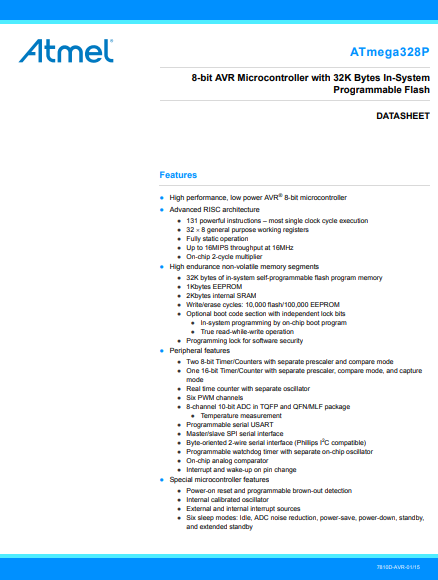 Atmel
ATmega328P
8-bit AVR Microcontroller with 32K Bytes In-System
Programmable Flash
DATASHEET
Features
● High performance, low power AVR® 8-bit microcontroller
● Advanced RISC architecture
● 131 powerful instructions – most single clock cycle execution
● 32 × 8 general purpose working registers
● Fully static operation
● Up to 16MIPS throughput at 16MHz
● On-chip 2-cycle multiplier
● High endurance non-volatile memory segments
● 32K bytes of in-system self-programmable flash program memory
● 1Kbytes EEPROM
● 2Kbytes internal SRAM
● Write/erase cycles: 10,000 flash/100,000 EEPROM
● Optional boot code section with independent lock bits
● In-system programming by on-chip boot program
● True read-while-write operation
● Programming lock for software security
● Peripheral features
● Two 8-bit Timer/Counters with separate prescaler and compare mode
● One 16-bit Timer/Counter with separate prescaler, compare mode, and capture
mode
● Real time counter with separate oscillator
● Six PWM channels
● 8-channel 10-bit ADC in TQFP and QFN/MLF package
● Temperature measurement
● Programmable serial USART
● Master/slave SPI serial interface
● Byte-oriented 2-wire serial interface (Phillips I²C compatible)
● Programmable watchdog timer with separate on-chip oscillator
● On-chip analog comparator
● Interrupt and wake-up on pin change
● Special microcontroller features
● Power-on reset and programmable brown-out detection
● Internal calibrated oscillator
● External and internal interrupt sources
● Six sleep modes: Idle, ADC noise reduction, power-save, power-down, standby,
and extended standby
7810D-AVR-01/15